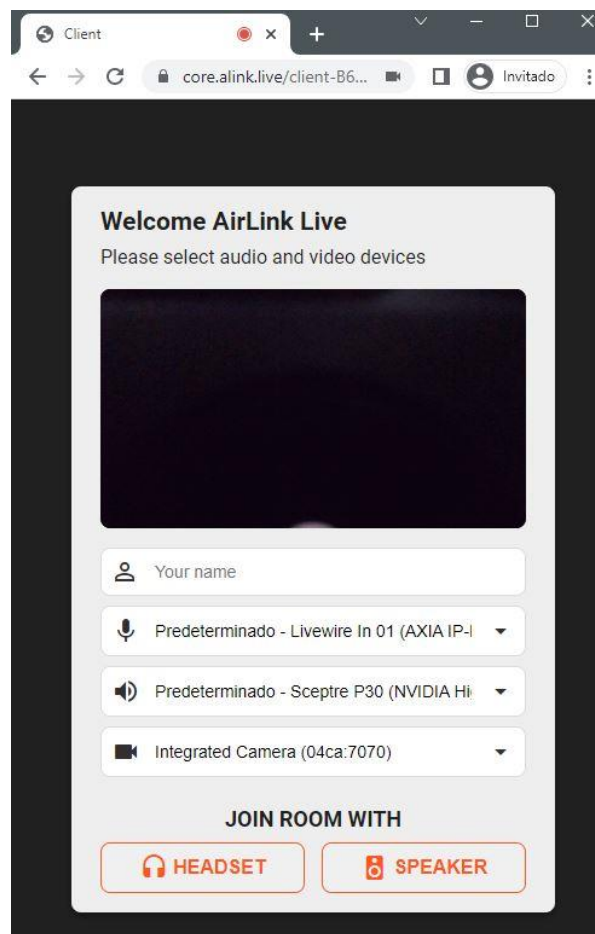 Client
core.alink.live/client-B6...
Invitado
Welcome AirLink Live
Please select audio and video devices
Your name
Predeterminado - Livewire In 01 (AXIA IP-
Predeterminado - Sceptre P30 (NVIDIA Hi
Integrated Camera (04ca:7070)
JOIN ROOM WITH
HEADSET
SPEAKER